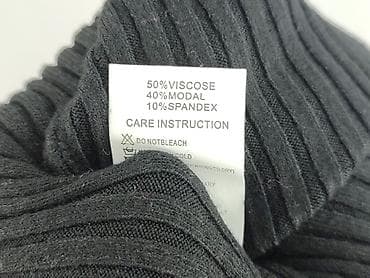 50%VISCOSE
40%MODAL
10%SPANDEX
CARE INSTRUCTION
DO NOTBLEACH